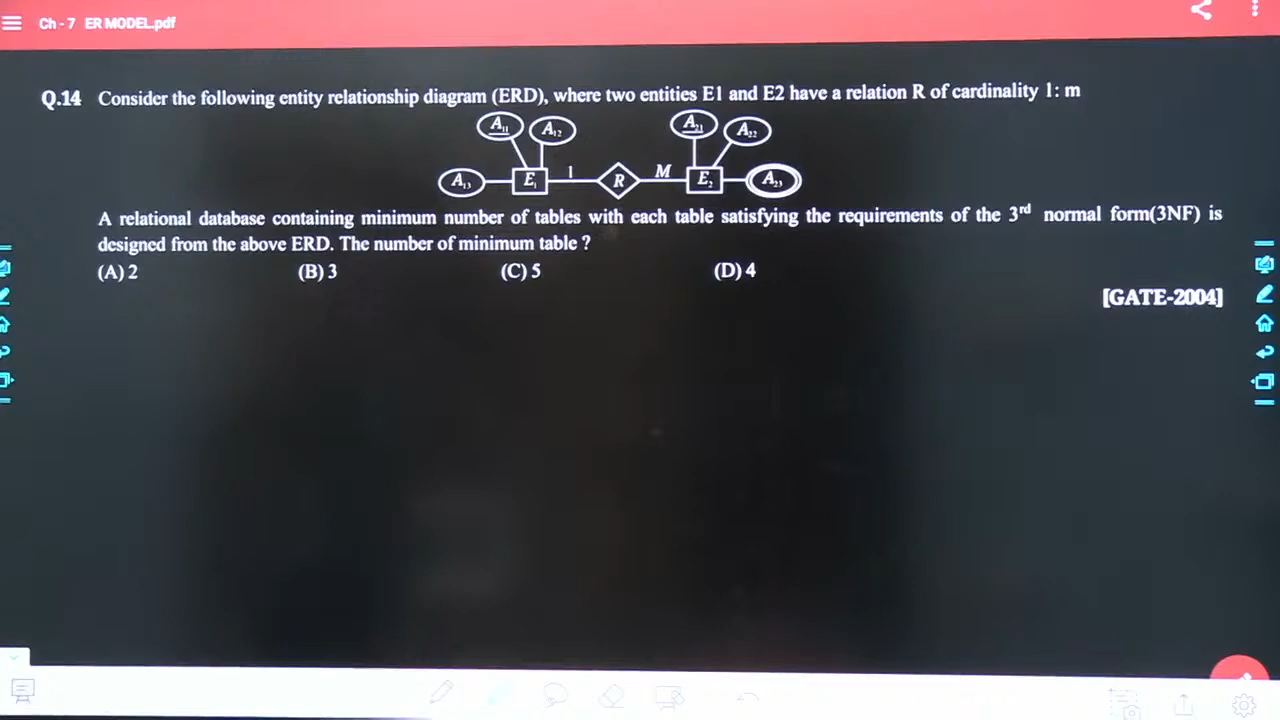 Ch - 7 ER MODEL.pdf
Q.14 Consider the following entity relationship diagram (ERD), where two entities E1 and E2 have a relation R of cardinality 1: m
A₁₁ A₁₂ A₂₁ A₂₂
A₁₃ E₁ 1 R M E₂ A₂₃
A relational database containing minimum number of tables with each table satisfying the requirements of the 3ʳᵈ normal form(3NF) is
designed from the above ERD. The number of minimum table ?
(A) 2 (B) 3 (C) 5 (D) 4
[GATE-2004]